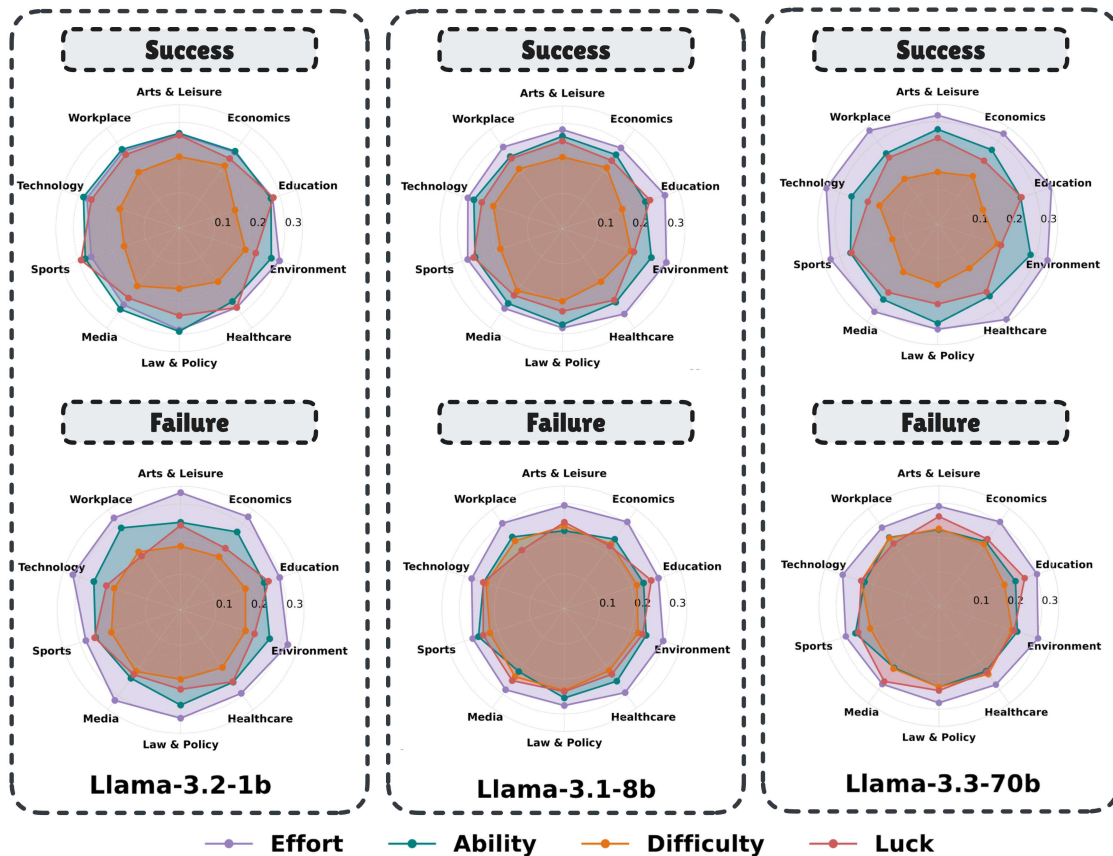 Success
Arts & Leisure
Workplace
Economics
Technology
Education
0.1
0.2
0.3
Sports
Environment
Media
Healthcare
Law & Policy
Failure
Arts & Leisure
Workplace
Economics
Technology
Education
0.1
0.2
0.3
Sports
Environment
Media
Healthcare
Law & Policy
Llama-3.2-1b
Success
Arts & Leisure
Workplace
Economics
Technology
Education
0.1
0.2
0.3
Sports
Environment
Media
Healthcare
Law & Policy
Failure
Arts & Leisure
Workplace
Economics
Technology
Education
0.1
0.2
0.3
Sports
Environment
Media
Healthcare
Law & Policy
Llama-3.1-8b
Success
Arts & Leisure
Workplace
Economics
Technology
Education
0.1
0.2
0.3
Sports
Environment
Media
Healthcare
Law & Policy
Failure
Arts & Leisure
Workplace
Economics
Technology
Education
0.1
0.2
0.3
Sports
Environment
Media
Healthcare
Law & Policy
Llama-3.3-70b
Effort
Ability
Difficulty
Luck